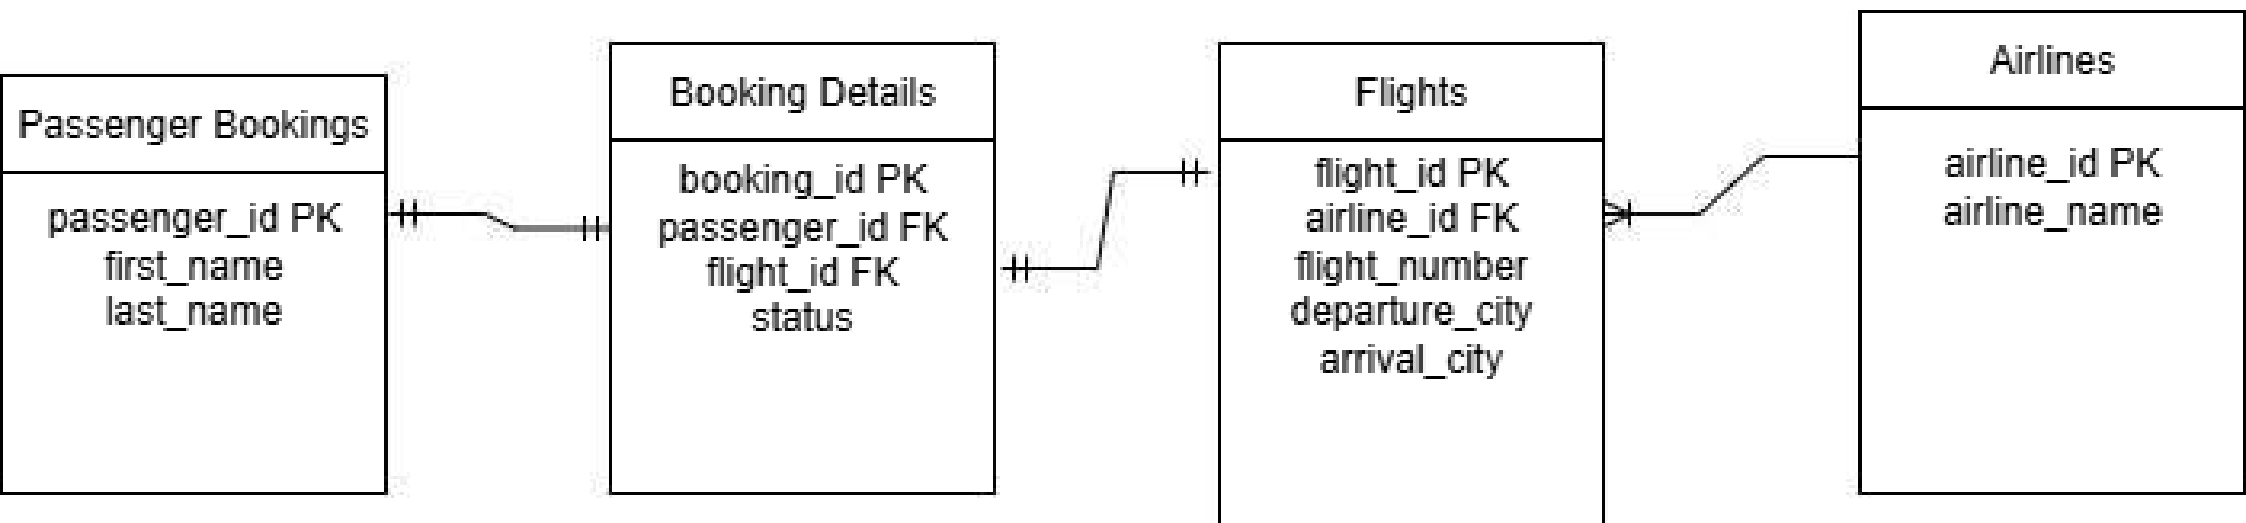 Passenger Bookings
passenger_id PK
first_name
last_name
Booking Details
booking_id PK
passenger_id FK
flight_id FK
status
Flights
flight_id PK
airline_id FK
flight_number
departure_city
arrival_city
Airlines
airline_id PK
airline_name